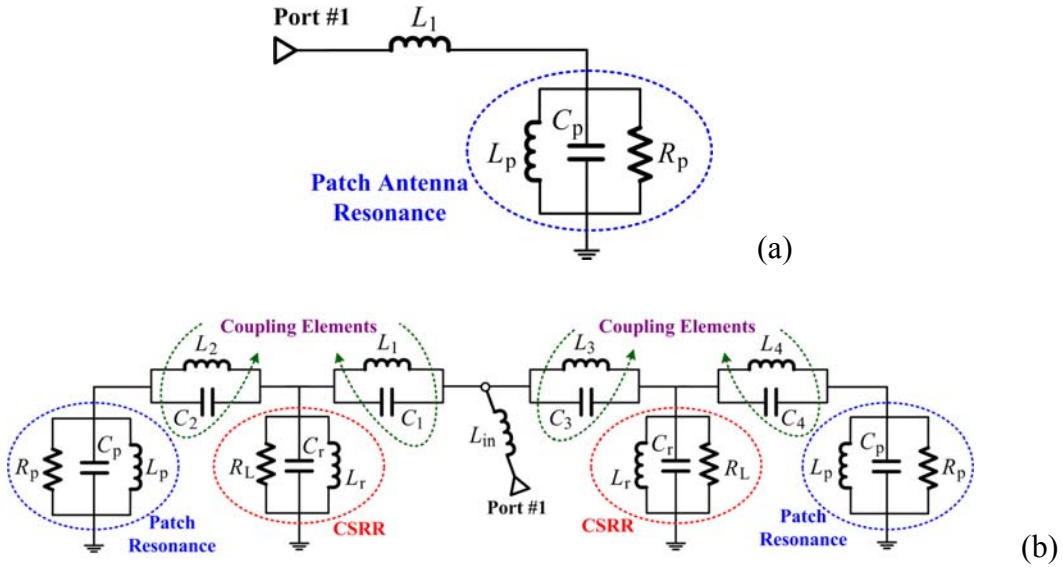 Port #1
L1
Cp
Lp
Rp
Patch Antenna
Resonance
(a)
Coupling Elements
Coupling Elements
L2
L1
L3
L4
C2
C1
C3
C4
Lin
Rp
Cp
Lp
RL
Cr
Lr
Lr
Cr
RL
Lp
Cp
Rp
Port #1
Patch
Resonance
CSRR
CSRR
Patch
Resonance
(b)